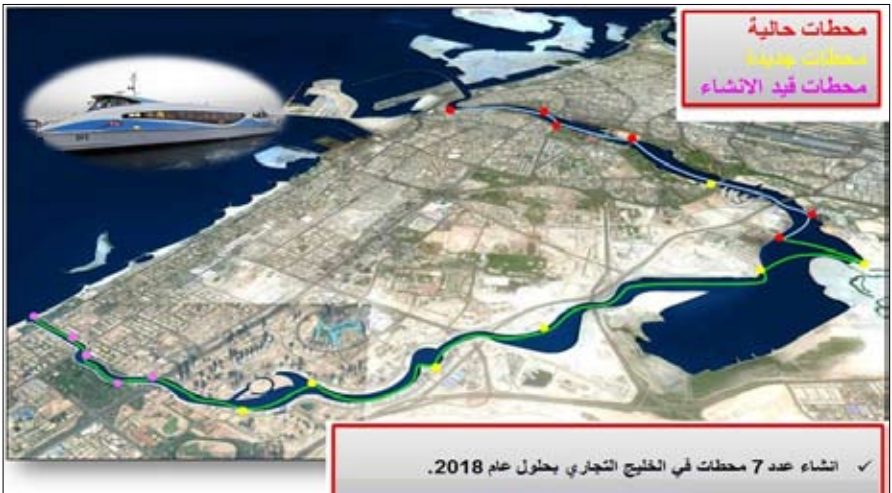 محطات حالية
محطات جديدة
محطات قيد الانشاء
✓ انشاء عدد 7 محطات في الخليج التجاري بحلول عام 2018.